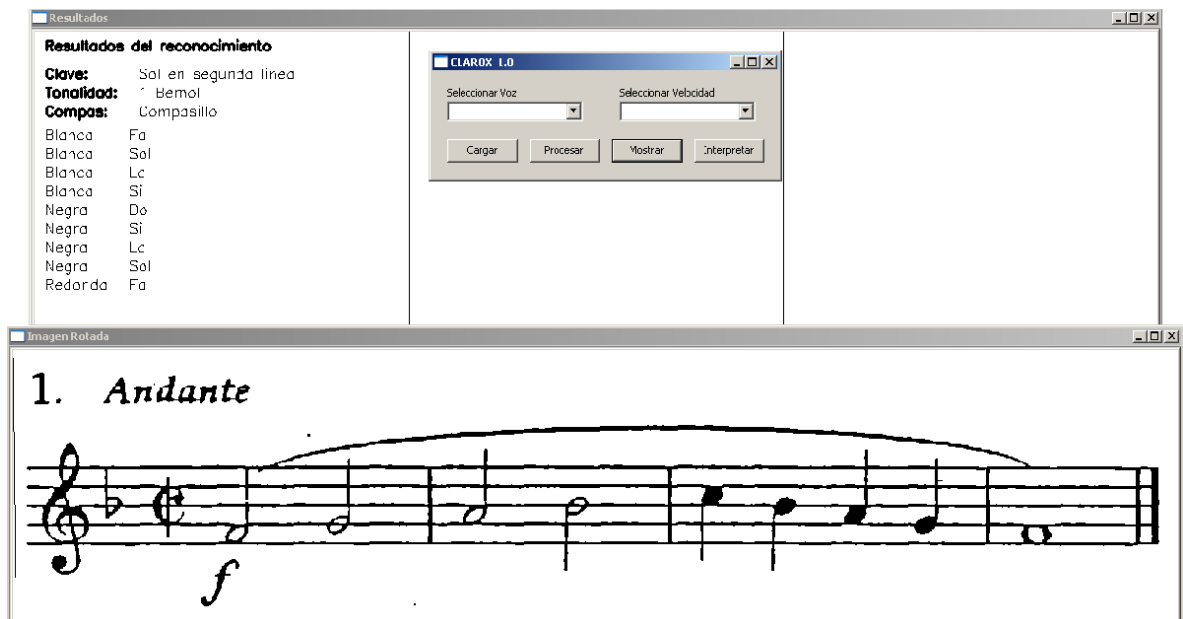 Resultados
Resultados del reconocimiento
Clave: Sol en segunda linea
Tonalidad: 1 Bemol
Compas: Compasillo
Blanca Fa
Blanca Sol
Blanca La
Blanca Si
Negra Do
Negra Si
Negra La
Negra Sol
Redonda Fa
CLAROX 1.0
Seleccionar Voz Seleccionar Velocidad
Cargar Procesar Mostrar Interpretar
Imagen Rotada
1. Andante
f